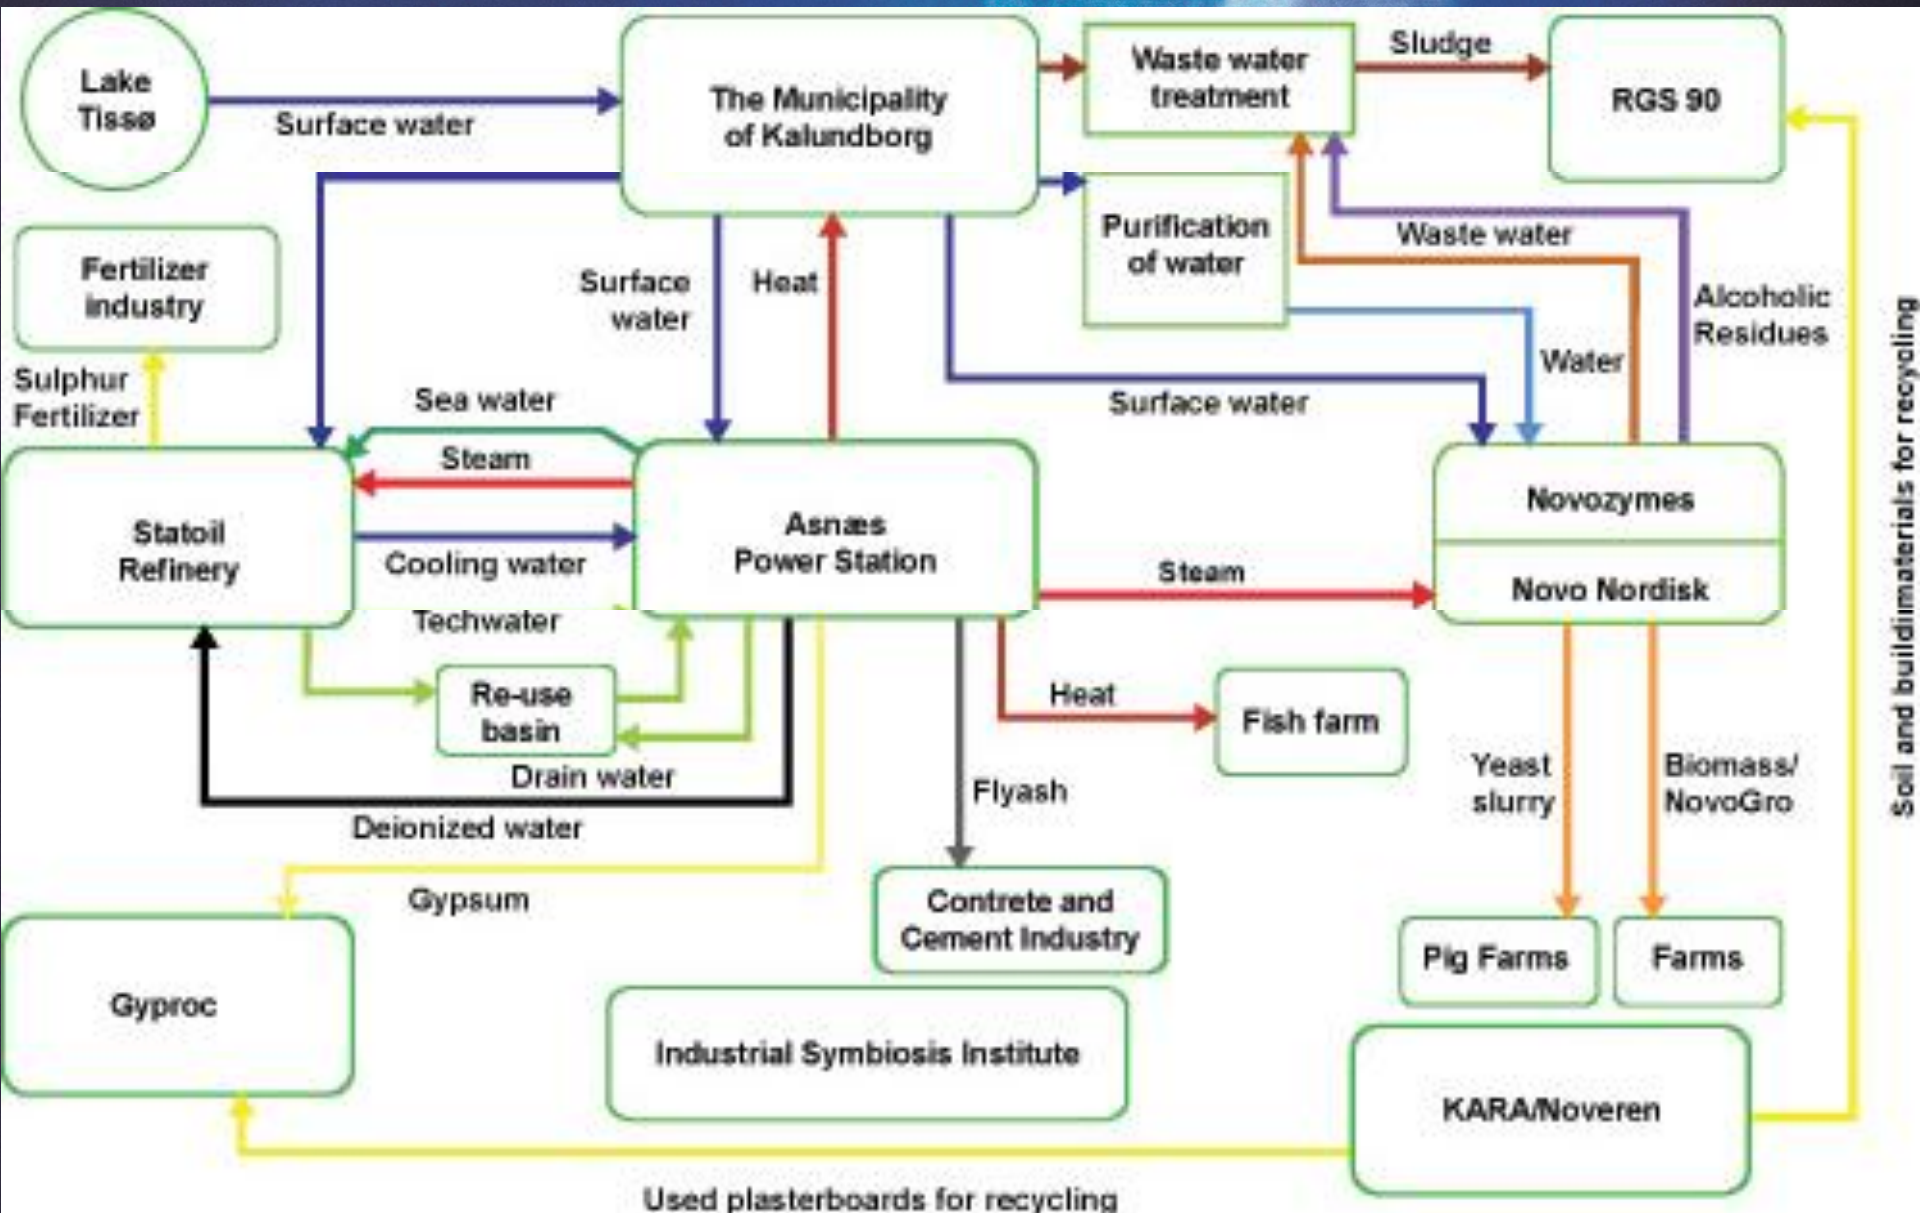 Lake
Tissø
Surface water
The Municipality
of Kalundborg
Waste water
treatment
Sludge
RGS 90
Fertilizer
industry
Surface
water
Heat
Purification
of water
Waste water
Alcoholic
Residues
Water
Surface water
Sulphur
Fertilizer
Sea water
Steam
Statoil
Refinery
Cooling water
Techwater
Asnæs
Power Station
Steam
Novozymes
Novo Nordisk
Soil and buildimaterials for recyoling
Re-use
basin
Drain water
Deionized water
Heat
Fish farm
Flyash
Yeast
slurry
Biomass/
NovoGro
Gypsum
Contrete and
Cement Industry
Pig Farms
Farms
Gyproc
Industrial Symbiosis Institute
KARA/Noveren
Used plasterboards for recycling